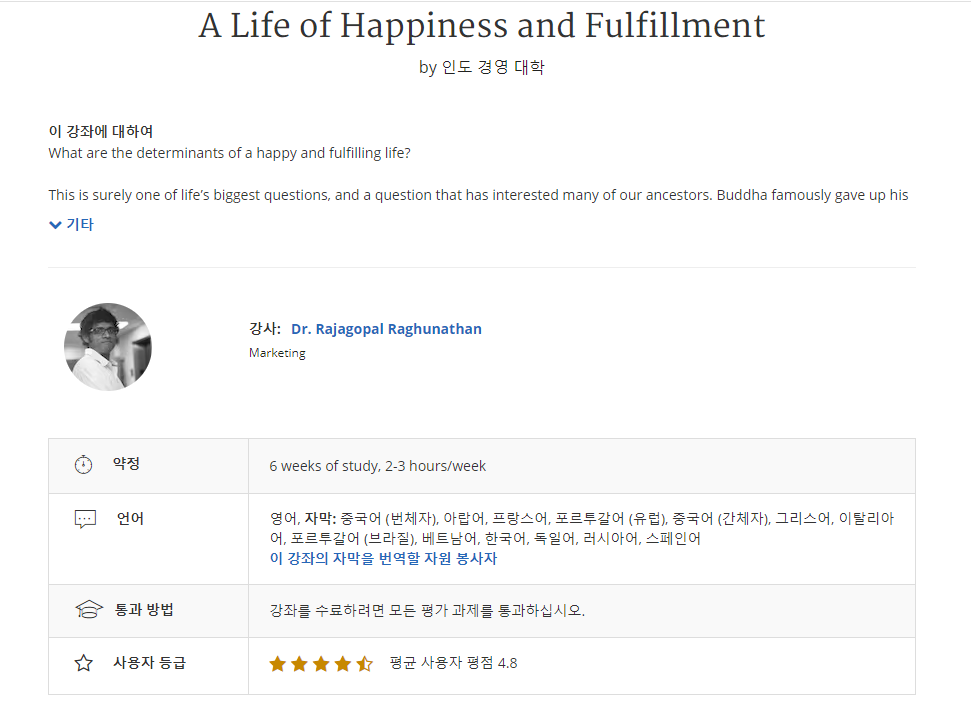 A Life of Happiness and Fulfillment
by 인도 경영 대학
이 강좌에 대하여
What are the determinants of a happy and fulfilling life?
This is surely one of life’s biggest questions, and a question that has interested many of our ancestors. Buddha famously gave up his
기타
강사: Dr. Rajagopal Raghunathan
Marketing
약정
6 weeks of study, 2-3 hours/week
언어
영어, 자막: 중국어 (번체자), 아랍어, 프랑스어, 포르투갈어 (유럽), 중국어 (간체자), 그리스어, 이탈리아
어, 포르투갈어 (브라질), 베트남어, 한국어, 독일어, 러시아어, 스페인어
이 강좌의 자막을 번역할 자원 봉사자
통과 방법
강좌를 수료하려면 모든 평가 과제를 통과하십시오.
사용자 등급
평균 사용자 평점 4.8